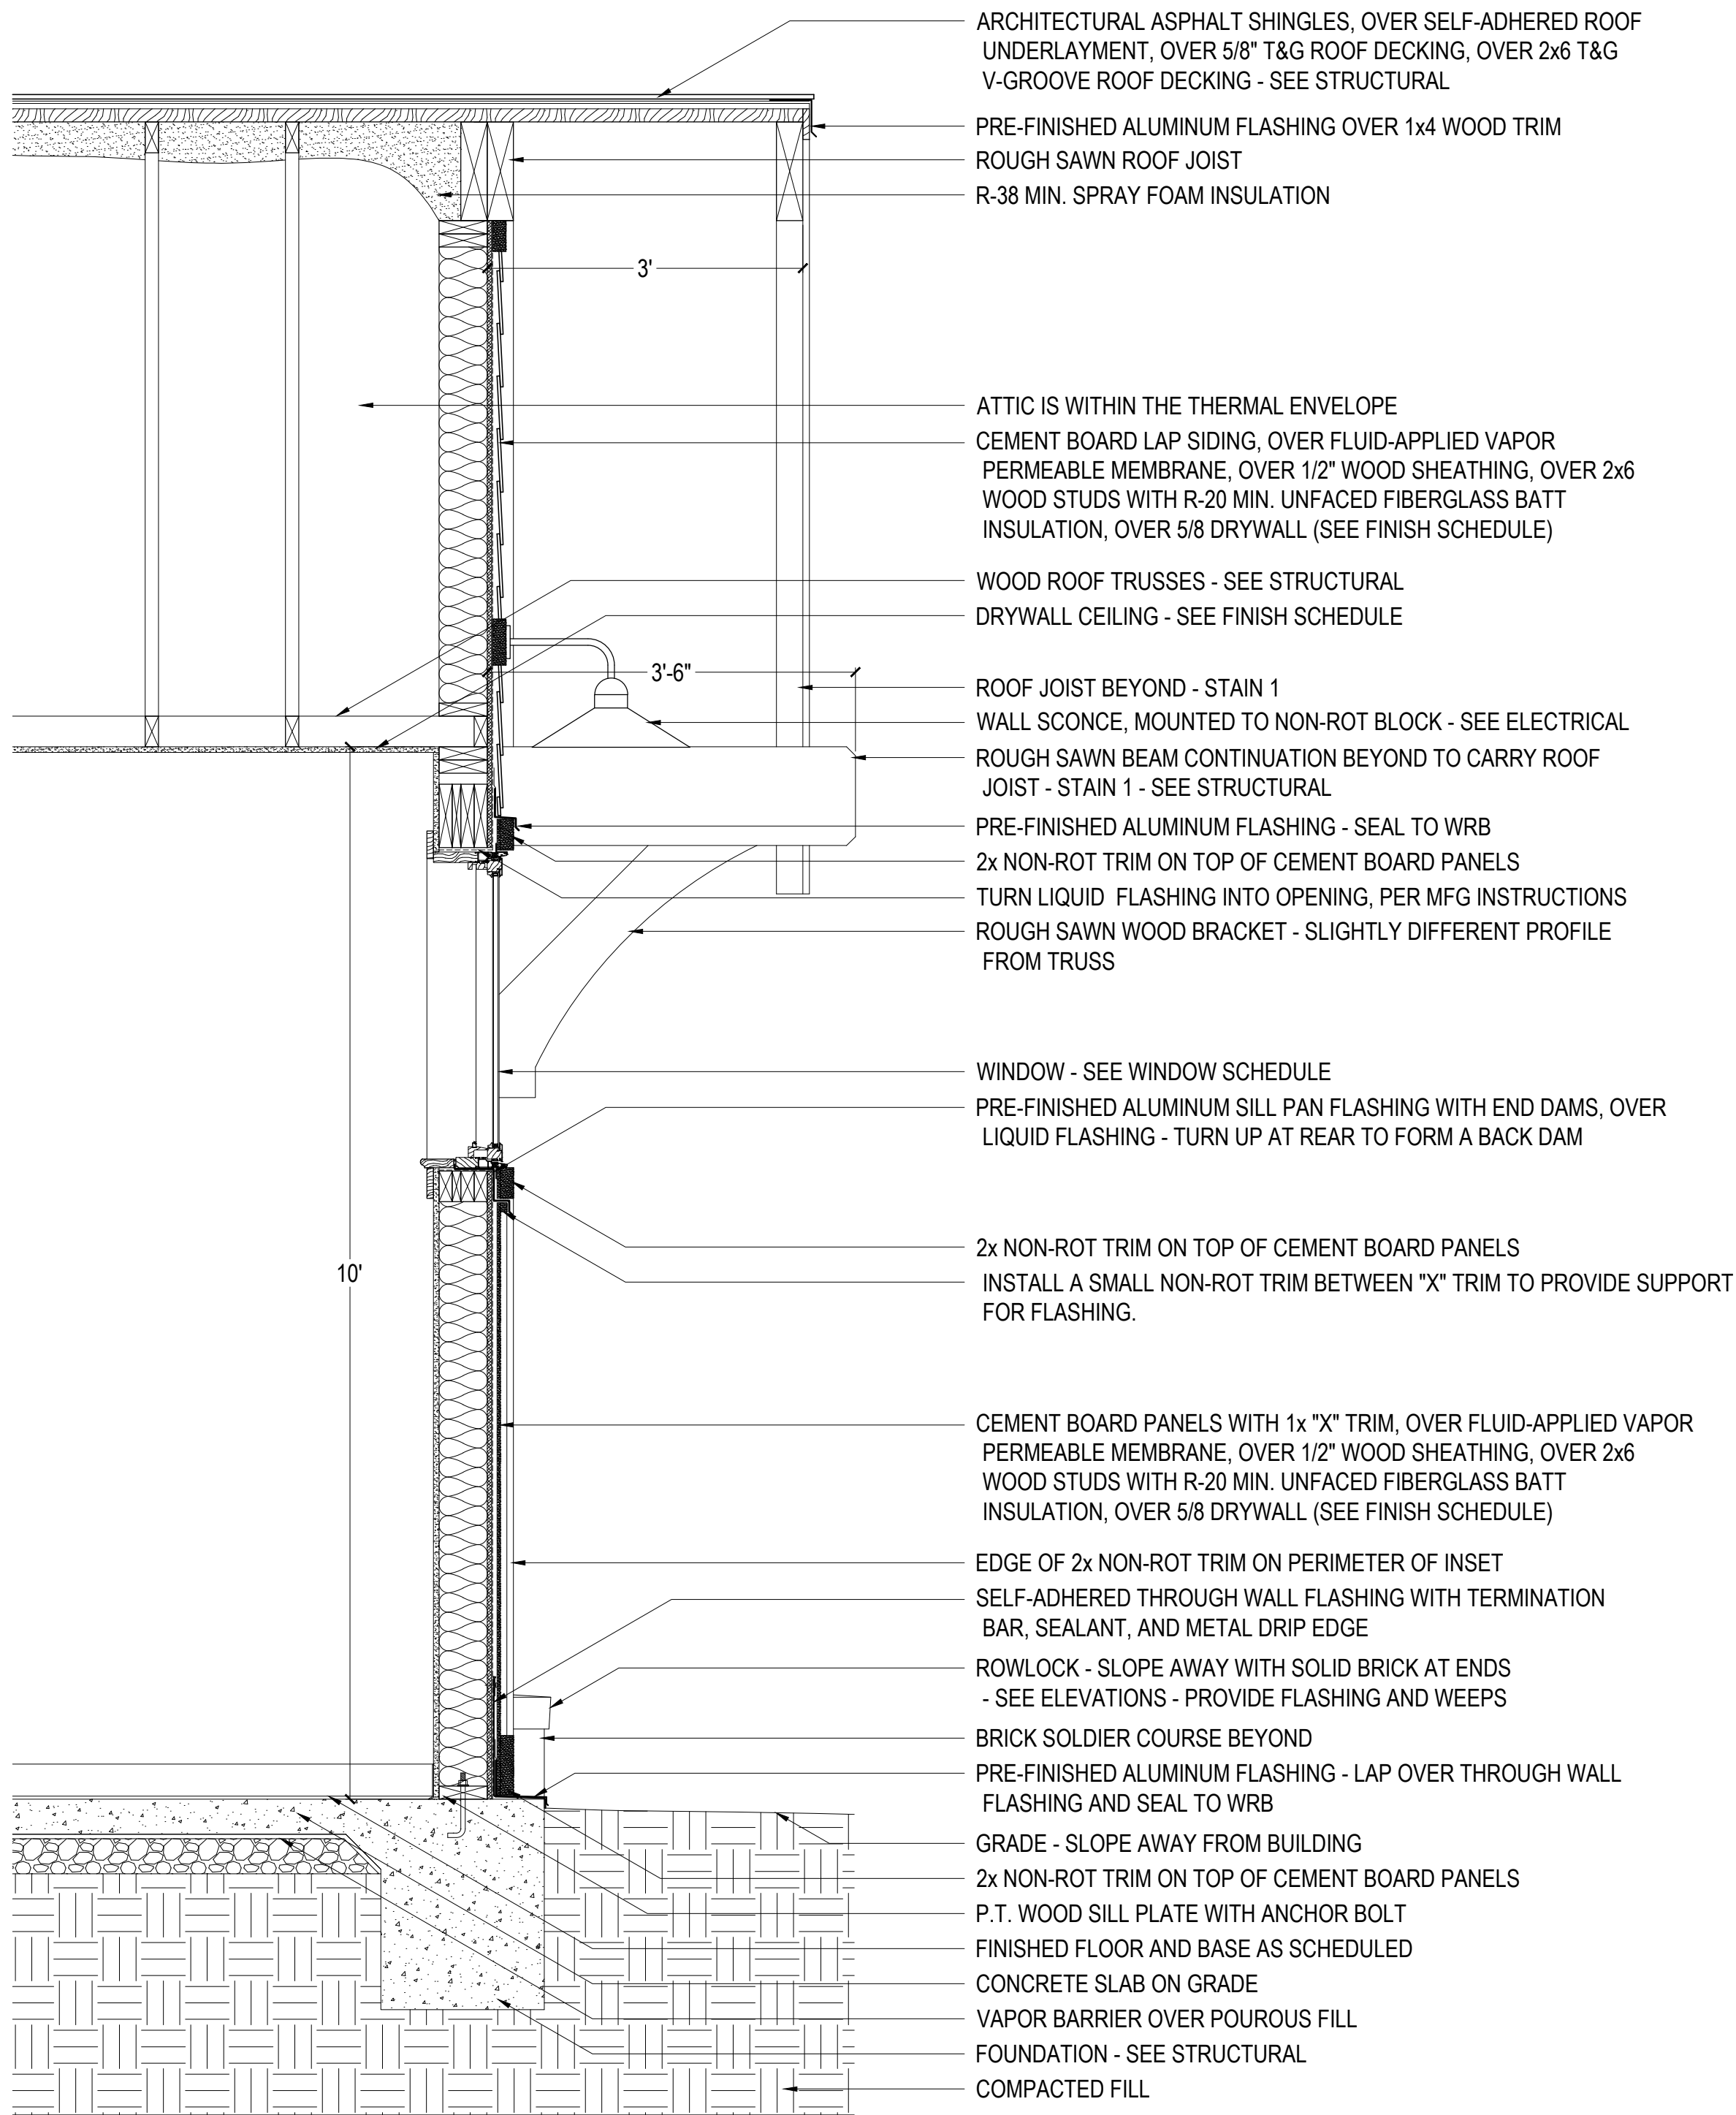 ARCHITECTURAL ASPHALT SHINGLES, OVER SELF-ADHERED ROOF
UNDERLAYMENT, OVER 5/8" T&G ROOF DECKING, OVER 2x6 T&G
V-GROOVE ROOF DECKING - SEE STRUCTURAL
PRE-FINISHED ALUMINUM FLASHING OVER 1x4 WOOD TRIM
ROUGH SAWN ROOF JOIST
R-38 MIN. SPRAY FOAM INSULATION
3'
ATTIC IS WITHIN THE THERMAL ENVELOPE
CEMENT BOARD LAP SIDING, OVER FLUID-APPLIED VAPOR
PERMEABLE MEMBRANE, OVER 1/2" WOOD SHEATHING, OVER 2x6
WOOD STUDS WITH R-20 MIN. UNFACED FIBERGLASS BATT
INSULATION, OVER 5/8 DRYWALL (SEE FINISH SCHEDULE)
WOOD ROOF TRUSSES - SEE STRUCTURAL
DRYWALL CEILING - SEE FINISH SCHEDULE
3'-6"
ROOF JOIST BEYOND - STAIN 1
WALL SCONCE, MOUNTED TO NON-ROT BLOCK - SEE ELECTRICAL
ROUGH SAWN BEAM CONTINUATION BEYOND TO CARRY ROOF
JOIST - STAIN 1 - SEE STRUCTURAL
PRE-FINISHED ALUMINUM FLASHING - SEAL TO WRB
2x NON-ROT TRIM ON TOP OF CEMENT BOARD PANELS
TURN LIQUID FLASHING INTO OPENING, PER MFG INSTRUCTIONS
ROUGH SAWN WOOD BRACKET - SLIGHTLY DIFFERENT PROFILE
FROM TRUSS
WINDOW - SEE WINDOW SCHEDULE
PRE-FINISHED ALUMINUM SILL PAN FLASHING WITH END DAMS, OVER
LIQUID FLASHING - TURN UP AT REAR TO FORM A BACK DAM
2x NON-ROT TRIM ON TOP OF CEMENT BOARD PANELS
10'
INSTALL A SMALL NON-ROT TRIM BETWEEN "X" TRIM TO PROVIDE SUPPORT
FOR FLASHING.
CEMENT BOARD PANELS WITH 1x "X" TRIM, OVER FLUID-APPLIED VAPOR
PERMEABLE MEMBRANE, OVER 1/2" WOOD SHEATHING, OVER 2x6
WOOD STUDS WITH R-20 MIN. UNFACED FIBERGLASS BATT
INSULATION, OVER 5/8 DRYWALL (SEE FINISH SCHEDULE)
EDGE OF 2x NON-ROT TRIM ON PERIMETER OF INSET
SELF-ADHERED THROUGH WALL FLASHING WITH TERMINATION
BAR, SEALANT, AND METAL DRIP EDGE
ROWLOCK - SLOPE AWAY WITH SOLID BRICK AT ENDS
- SEE ELEVATIONS - PROVIDE FLASHING AND WEEPS
BRICK SOLDIER COURSE BEYOND
PRE-FINISHED ALUMINUM FLASHING - LAP OVER THROUGH WALL
FLASHING AND SEAL TO WRB
GRADE - SLOPE AWAY FROM BUILDING
2x NON-ROT TRIM ON TOP OF CEMENT BOARD PANELS
P.T. WOOD SILL PLATE WITH ANCHOR BOLT
FINISHED FLOOR AND BASE AS SCHEDULED
CONCRETE SLAB ON GRADE
VAPOR BARRIER OVER POUROUS FILL
FOUNDATION - SEE STRUCTURAL
COMPACTED FILL